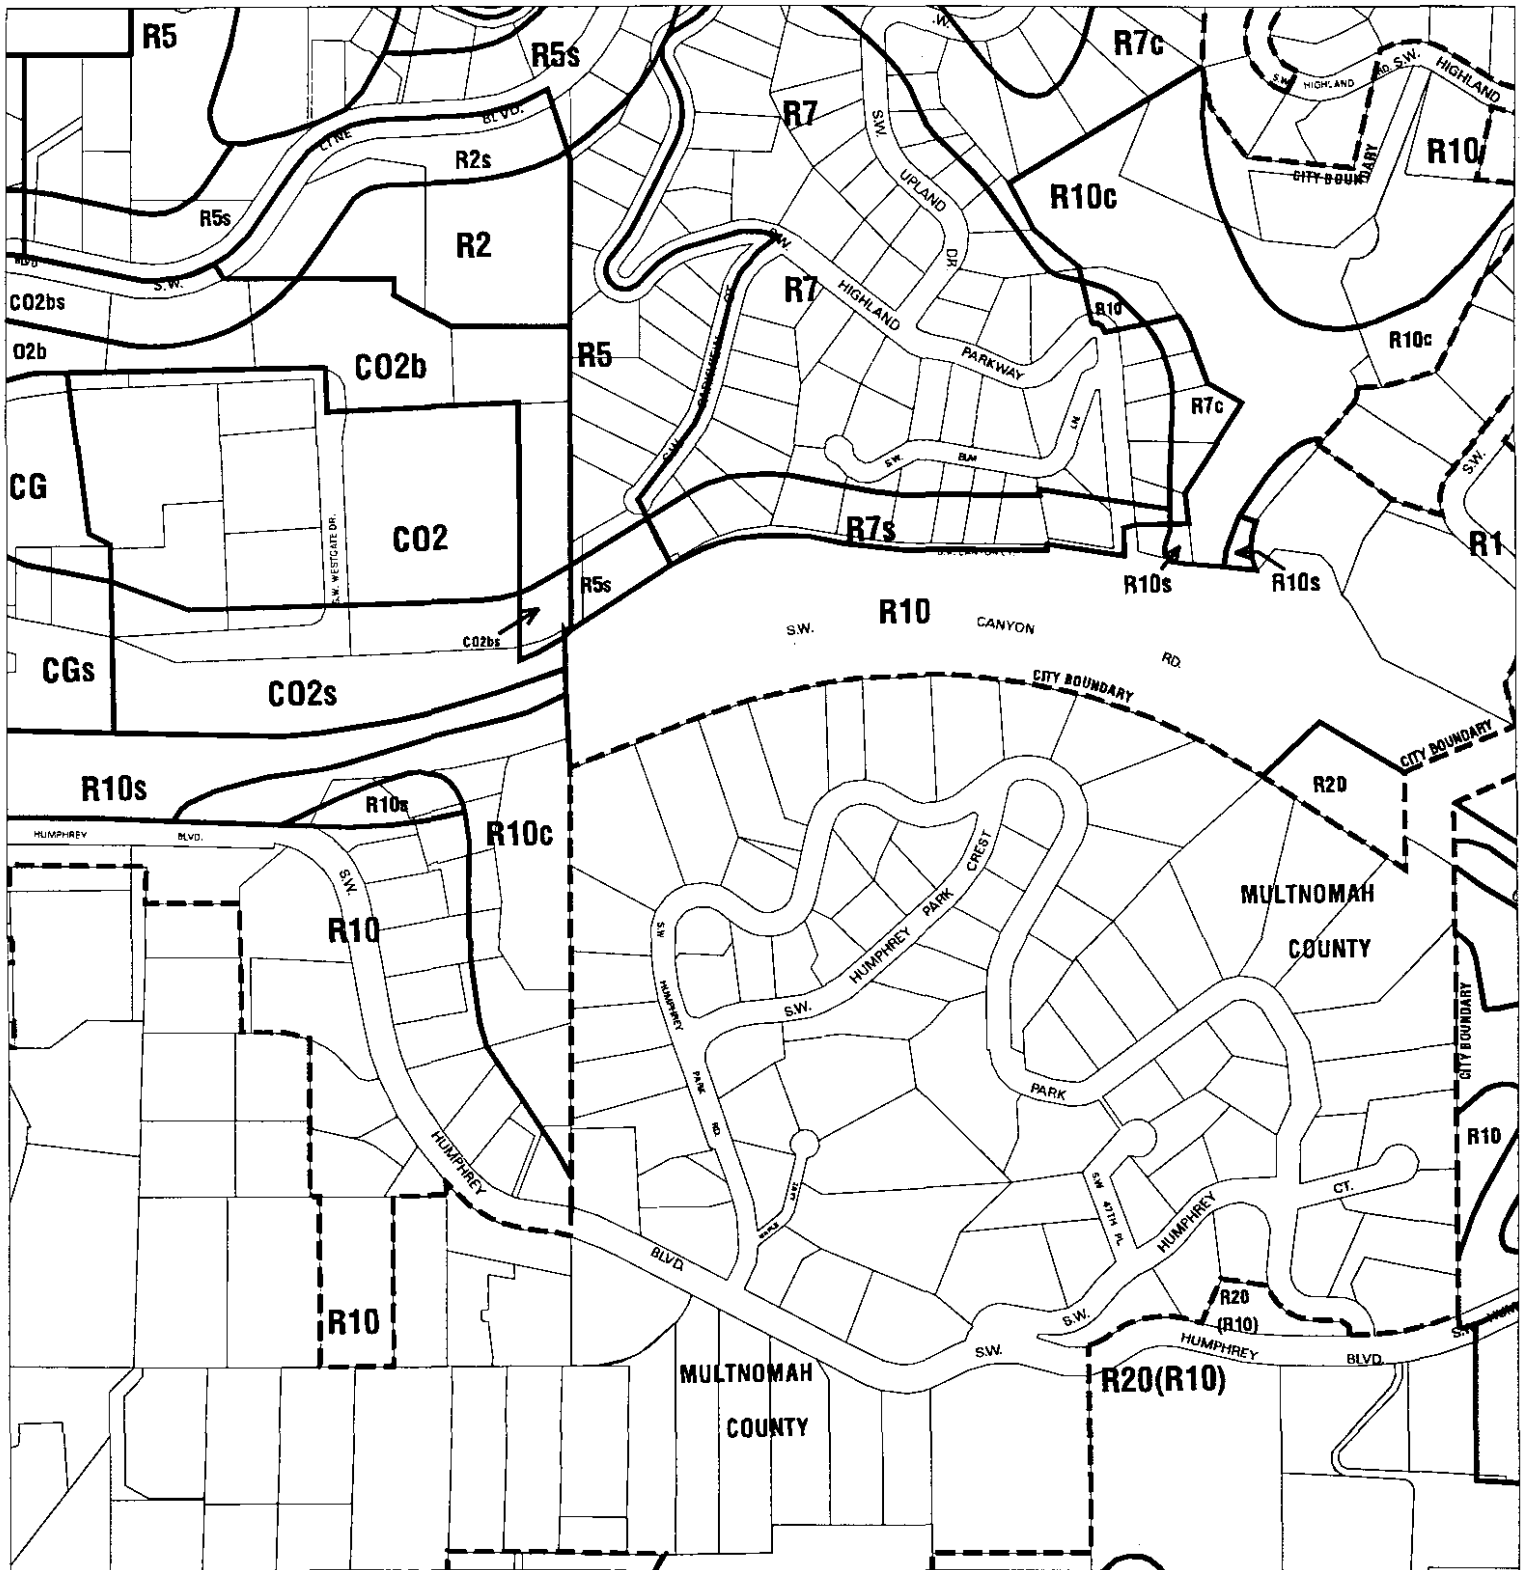 R5
R5s
R7c
S.W.
HIGHLAND
RD. S.W.
HIGHLAND
R7
S.W.
BLVD.
R2s
R10
CITY BOUNDARY
UPLAND
DR.
R10c
R5s
R2
S.W.
BLVD
S.W.
CO2bs
R7
HIGHLAND
R10
O2b
CO2b
R5
PARKWAY
R10c
R7c
LN.
S.W.
S.W.
S.W.
CG
CO2
S.W. WESTGATE DR.
R7s
R1
R10s
R10s
R5s
CO2bs
R10
S.W.
CANYON
RD.
CGs
CO2s
CITY BOUNDARY
CITY BOUNDARY
R10s
R10s
R20
HUMPHREY
BLVD.
R10c
CREST
S.W.
PARK
MULTNOMAH
COUNTY
R10
S.W
HUMPHREY
HUMPHREY
S.W.
CITY BOUNDARY
PARK
PARK
RD.
HUMPHREY
R10
S.W
47TH PL
CT.
HUMPHREY
BLVD.
MAPLE
LANE
R10
R20
(R10)
S.W.
S.W.
HUMPHREY
BLVD.
MULTNOMAH
COUNTY
R20(R10)